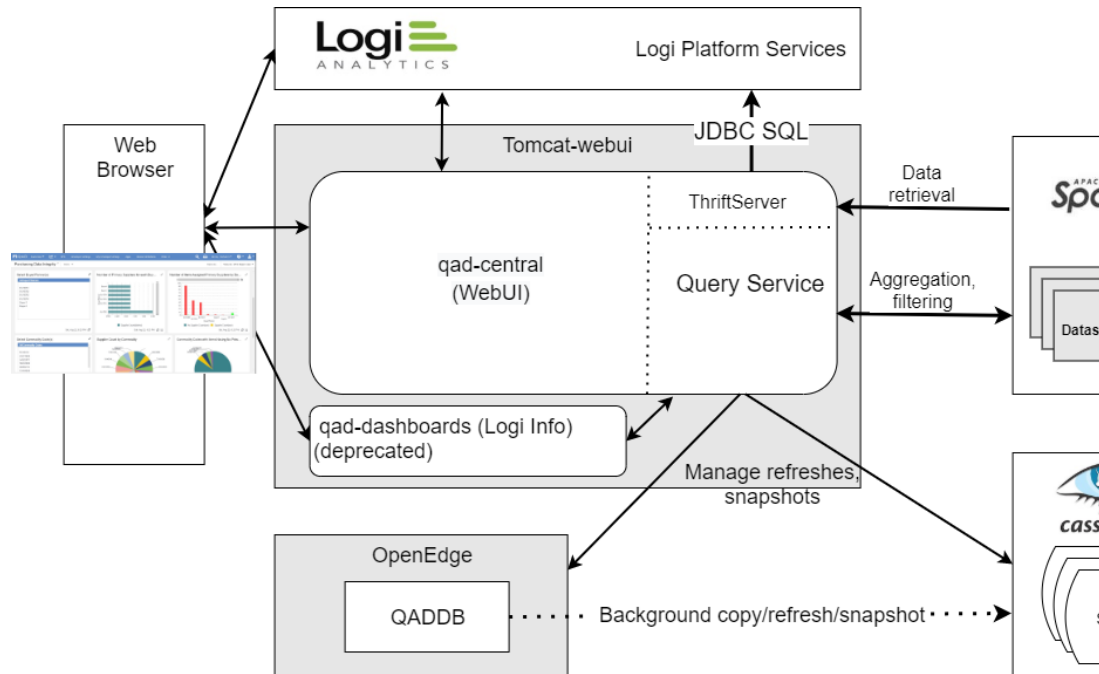 Logi
ANALYTICS
Logi Platform Services
Web
Browser
Tomcat-webui
JDBC SQL
Data
retrieval
ThriftServer
qad-central
(WebUI)
Query Service
Aggregation,
filtering
qad-dashboards (Logi Info)
(deprecated)
Manage refreshes,
snapshots
OpenEdge
QADDB
Background copy/refresh/snapshot